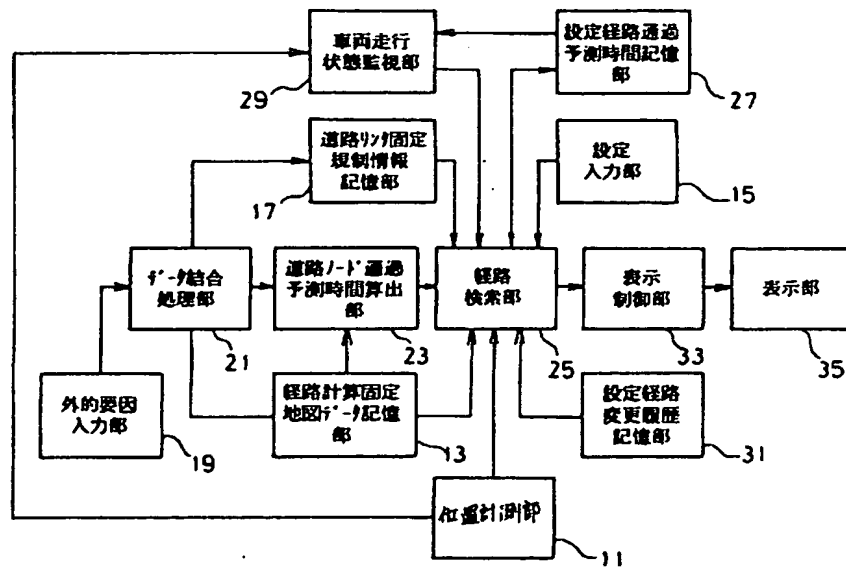 車両走行
状態監視部
29
設定経路通過
予測時間記憶
部
27
道路リンク固定
規制情報
記憶部
17
設定
入力部
15
データ結合
処理部
21
道路ノード通過
予測時間算出
部
23
経路
検索部
25
表示
制御部
33
表示部
35
外的要因
入力部
19
経路計算固定
地図データ記憶
部
13
設定経路
変更履歴
記憶部
31
位置計測部
11